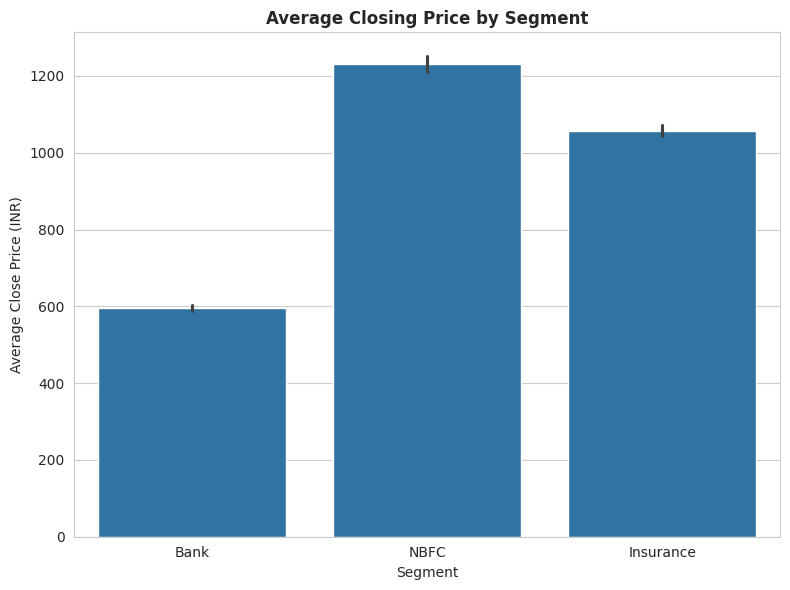 Average Closing Price by Segment
Average Close Price (INR)
1200
1000
800
600
400
200
0
Bank
NBFC
Insurance
Segment